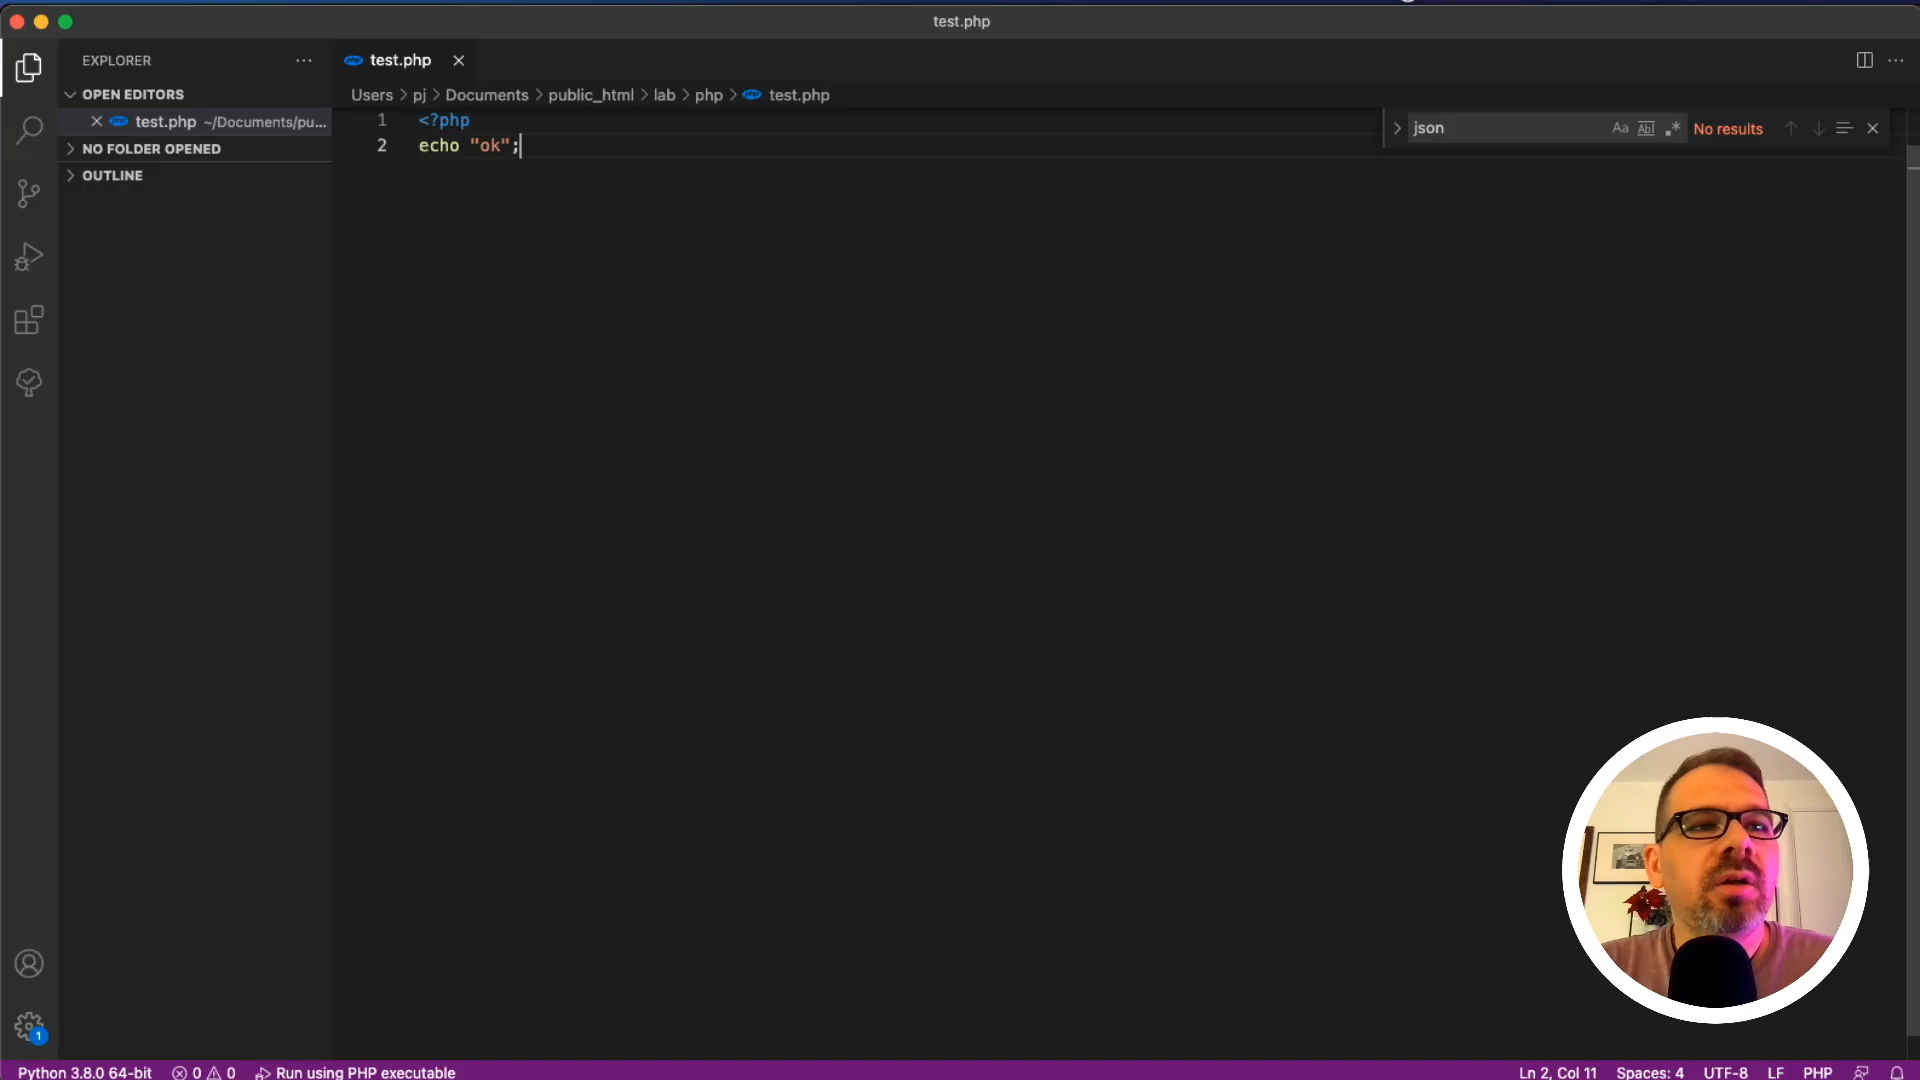 test.php
EXPLORER
test.php
OPEN EDITORS
test.php ~/Documents/pu...
NO FOLDER OPENED
OUTLINE
Users > pj > Documents > public_html > lab > php > test.php
1 <?php
2 echo "ok";
json Aa Abl .* No results
1
Python 3.8.0 64-bit 0 0 Run using PHP executable
Ln 2, Col 11 Spaces: 4 UTF-8 LF PHP